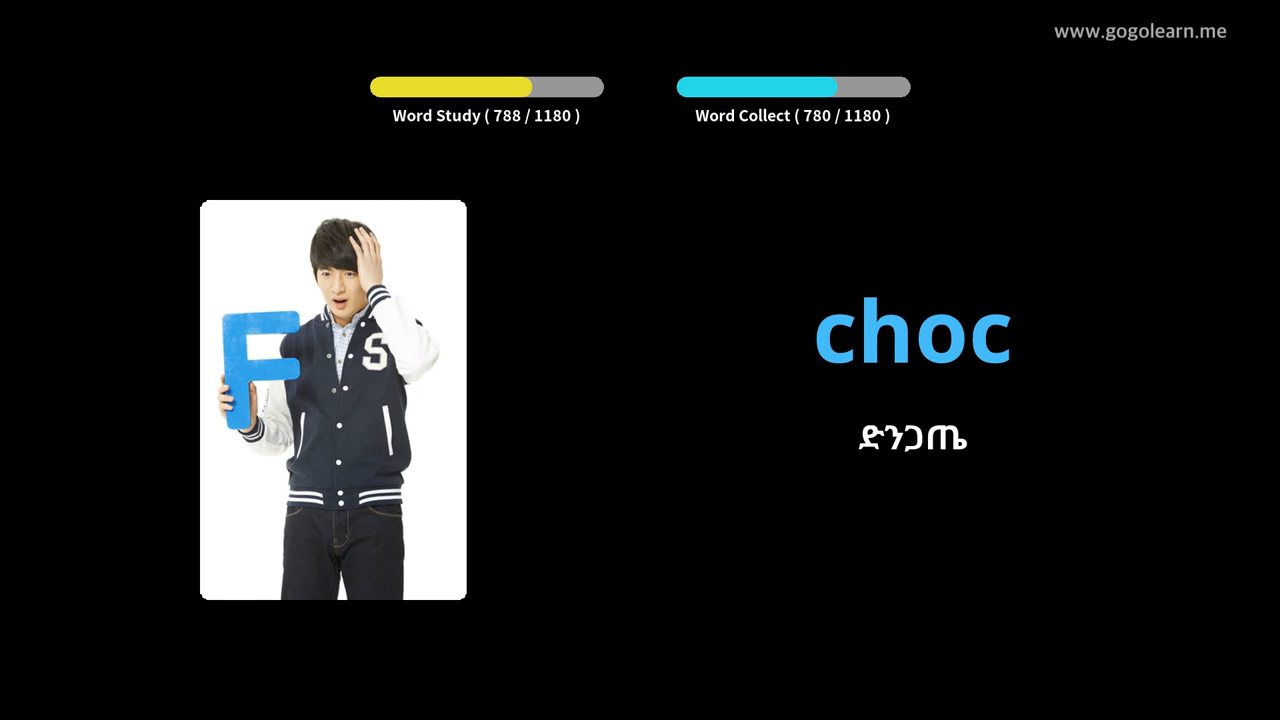 www.gogolearn.me
Word Study ( 788 / 1180 )
Word Collect ( 780 / 1180 )
F
S
choc
ድንጋጤ